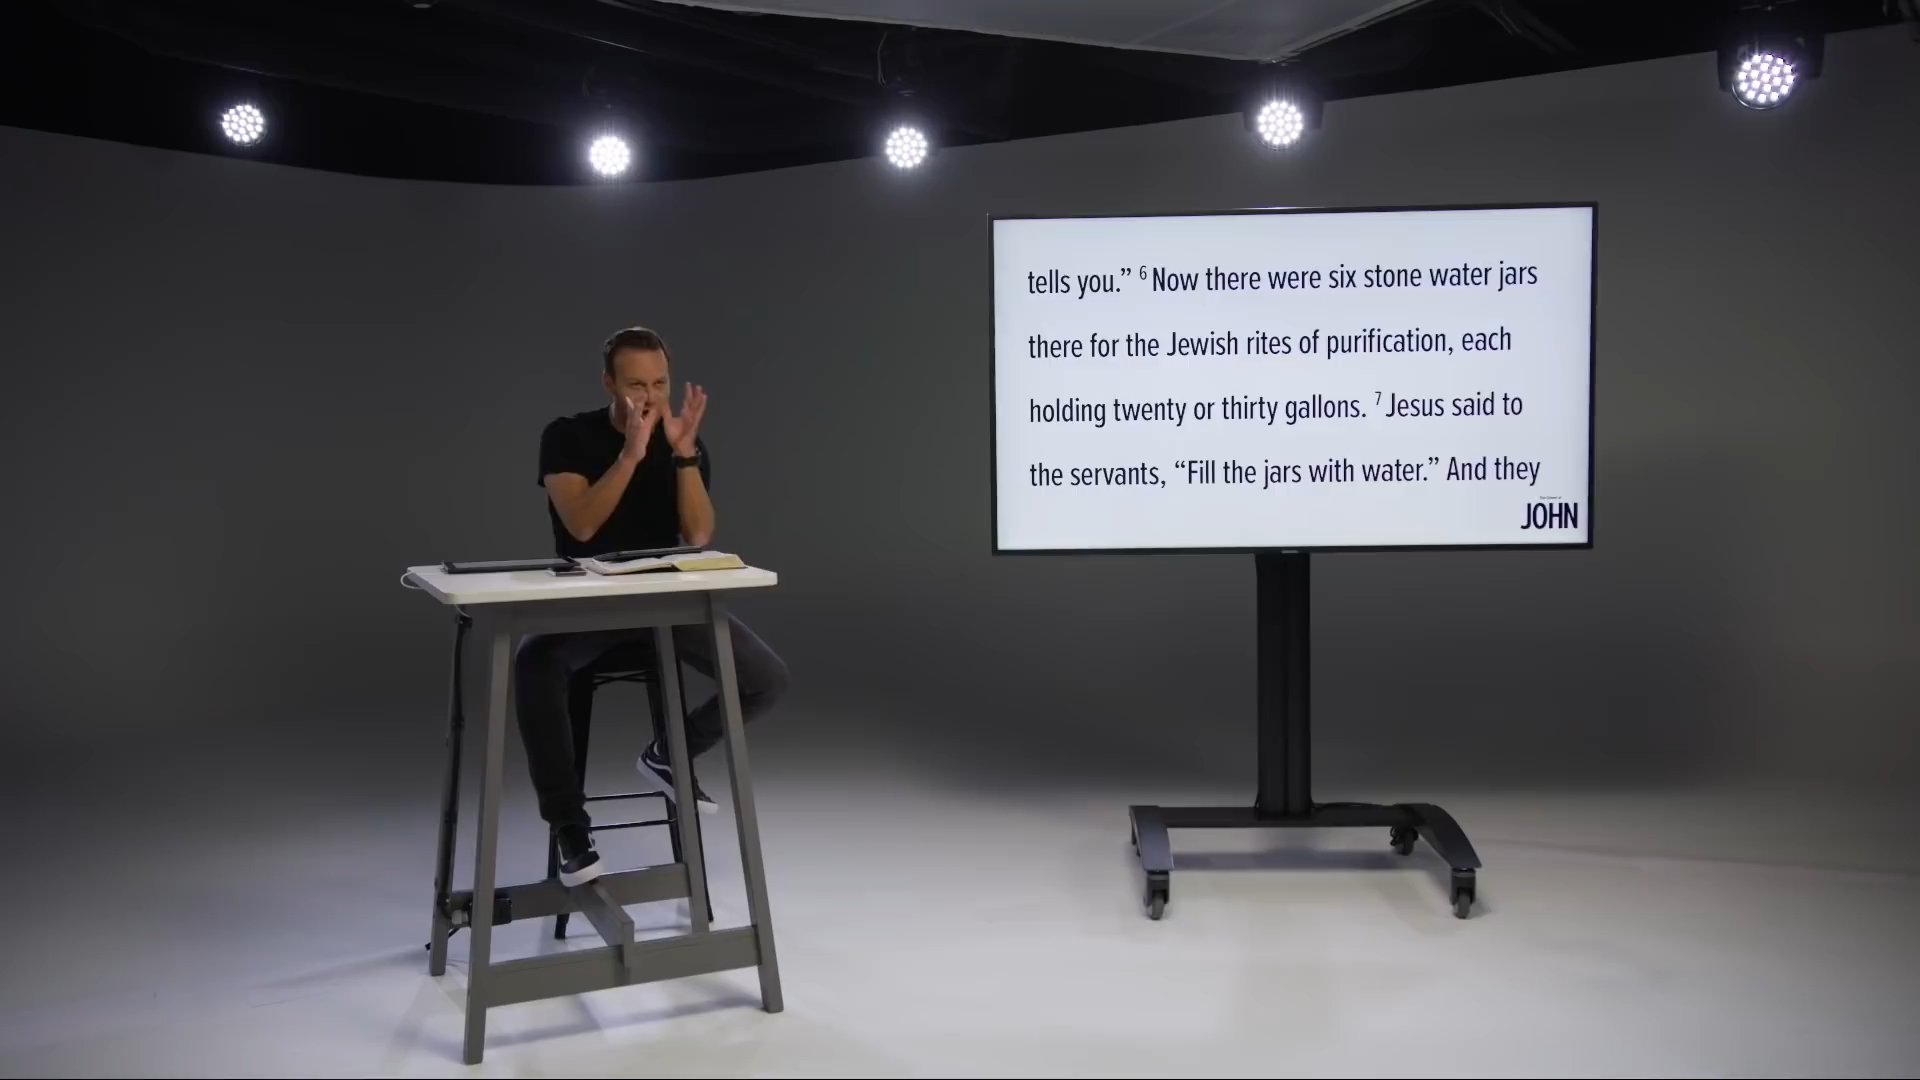 tells you.” ⁶ Now there were six stone water jars
there for the Jewish rites of purification, each
holding twenty or thirty gallons. ⁷ Jesus said to
the servants, “Fill the jars with water.” And they
JOHN